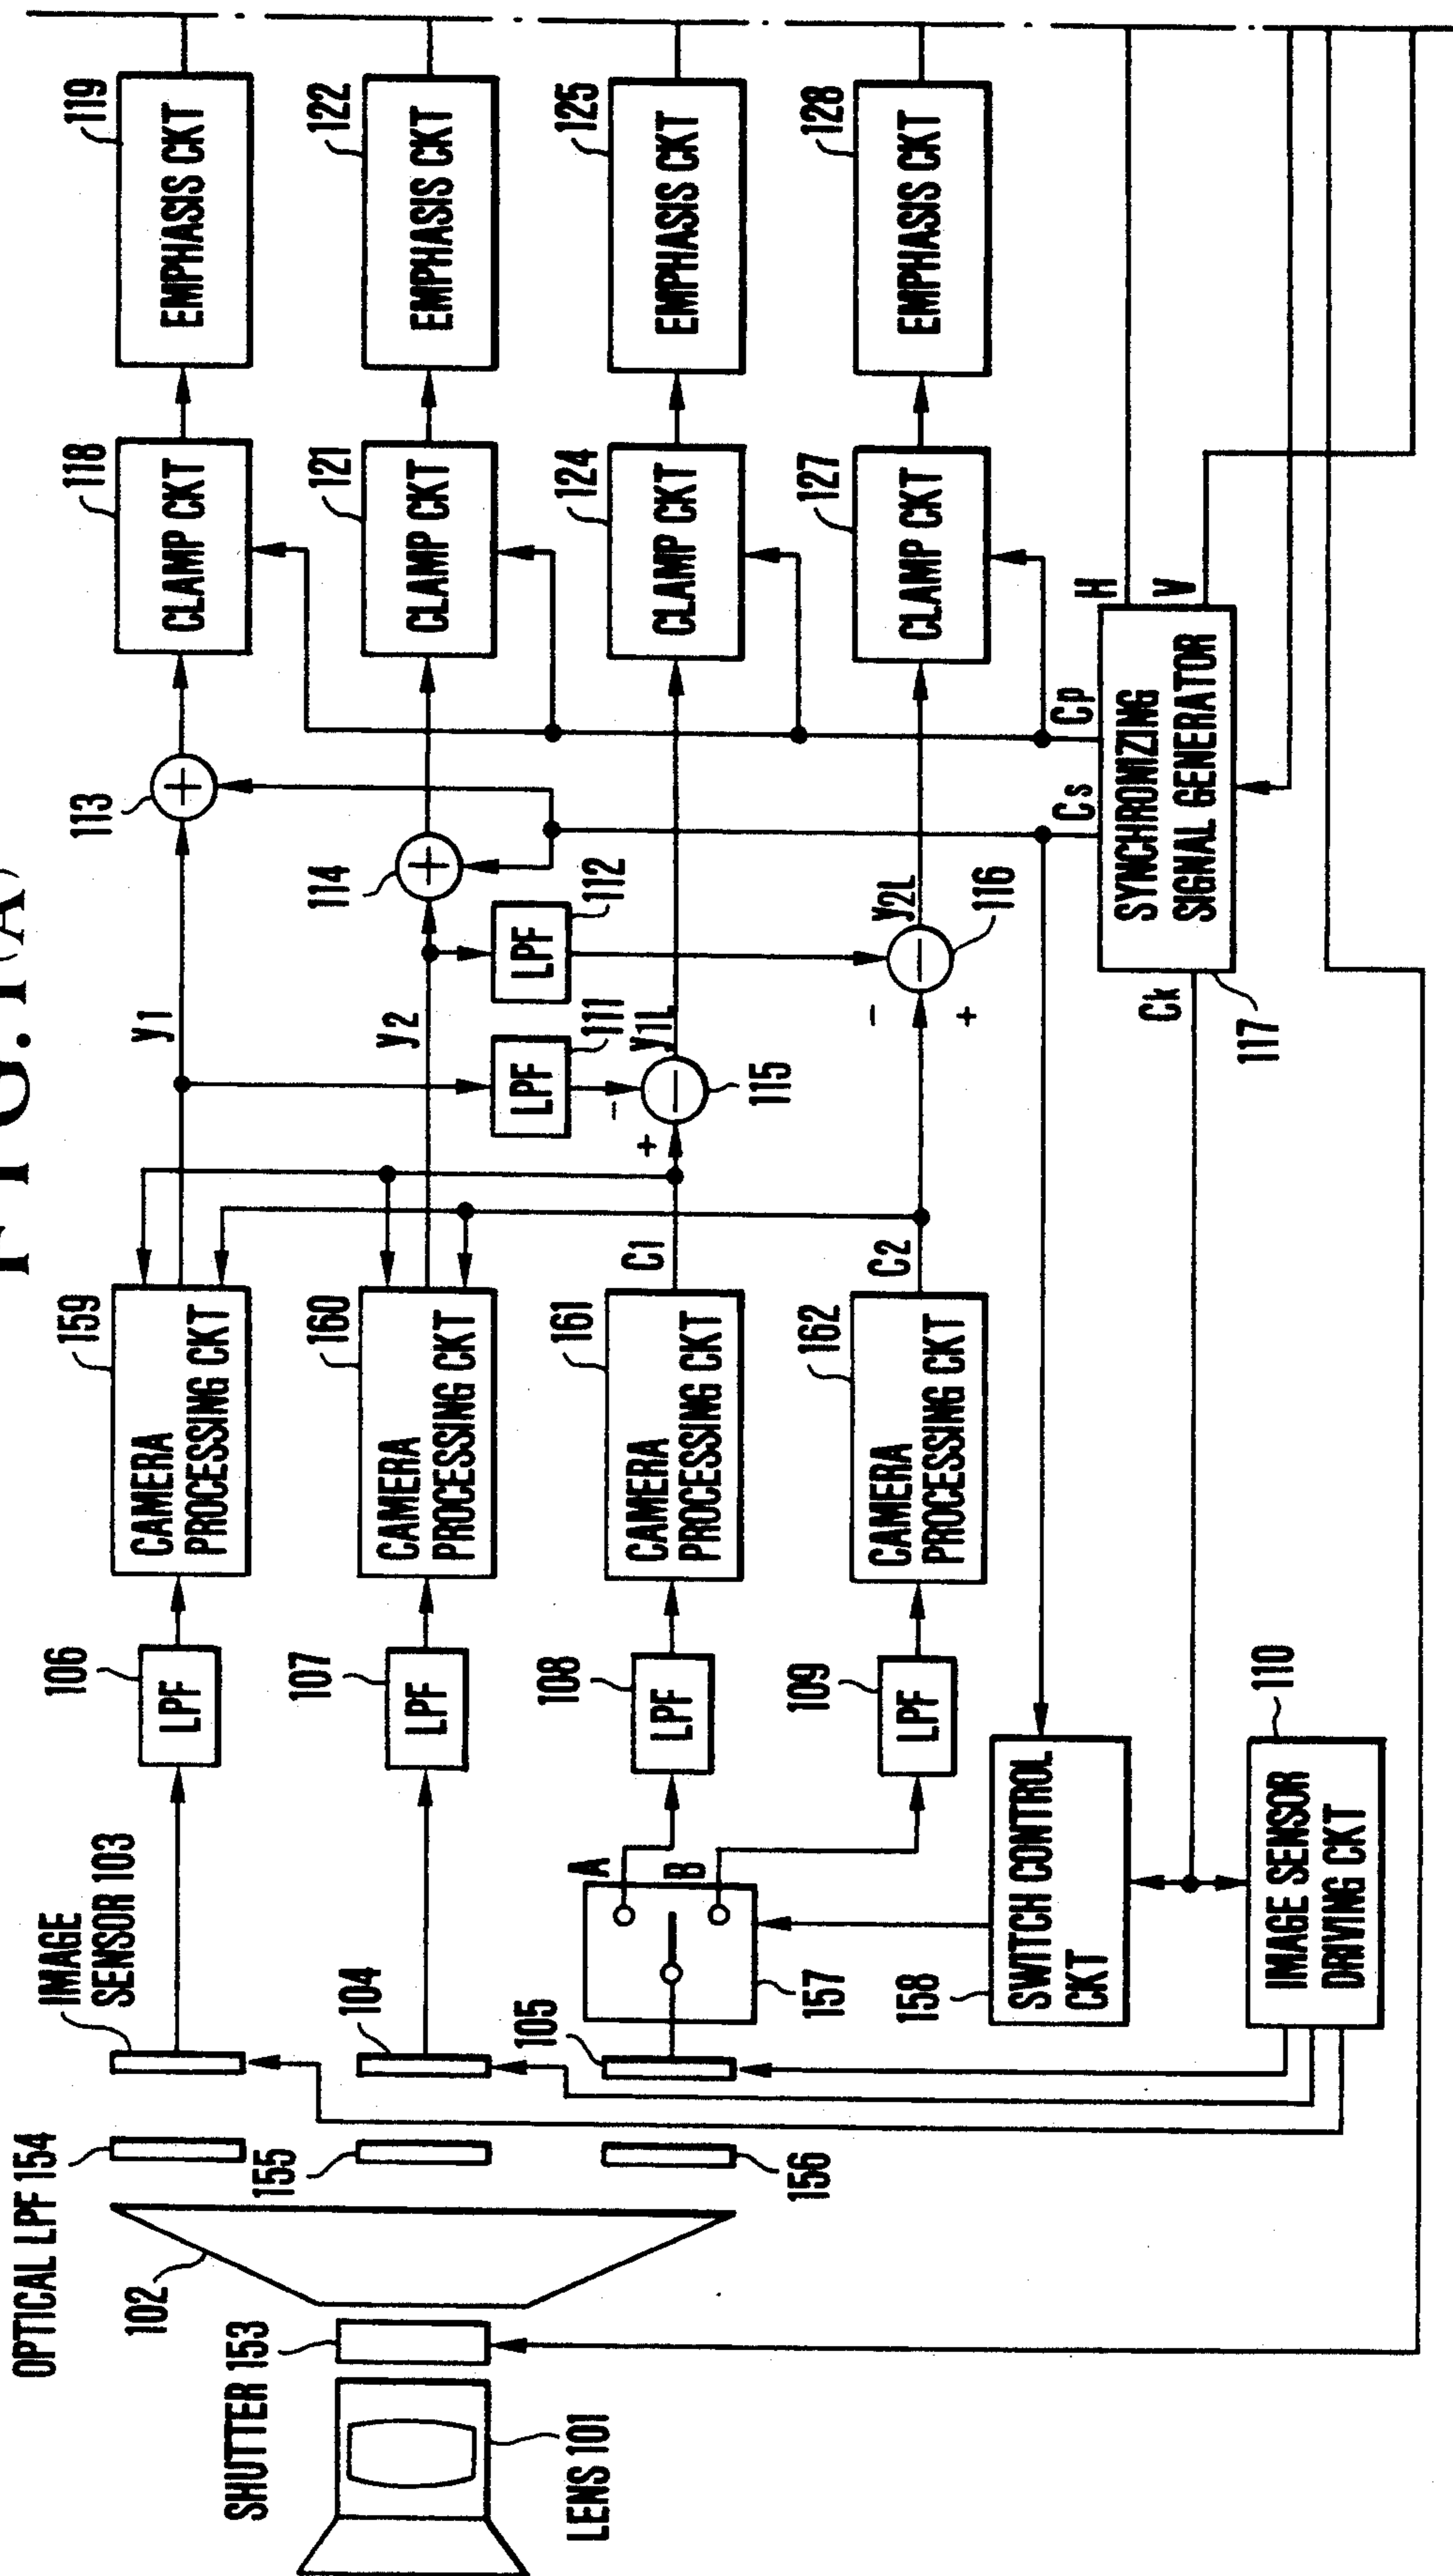 FIG. 1(A)
OPTICAL LPF 154
IMAGE
SENSOR 103
106
LPF
159
CAMERA
PROCESSING CKT
y1
113
118
CLAMP CKT
119
EMPHASIS CKT
102
155
104
107
LPF
160
CAMERA
PROCESSING CKT
y2
114
121
CLAMP CKT
122
EMPHASIS CKT
SHUTTER 153
LENS 101
156
105
157
A
B
108
LPF
161
CAMERA
PROCESSING CKT
C1
+
-
LPF
111
LPF
112
115
y1L
124
CLAMP CKT
125
EMPHASIS CKT
109
LPF
162
CAMERA
PROCESSING CKT
C2
-
+
116
y2L
127
CLAMP CKT
128
EMPHASIS CKT
158
SWITCH CONTROL
CKT
110
IMAGE SENSOR
DRIVING CKT
Ck
117
Cs
Cp
H
V
SYNCHRONIZING
SIGNAL GENERATOR